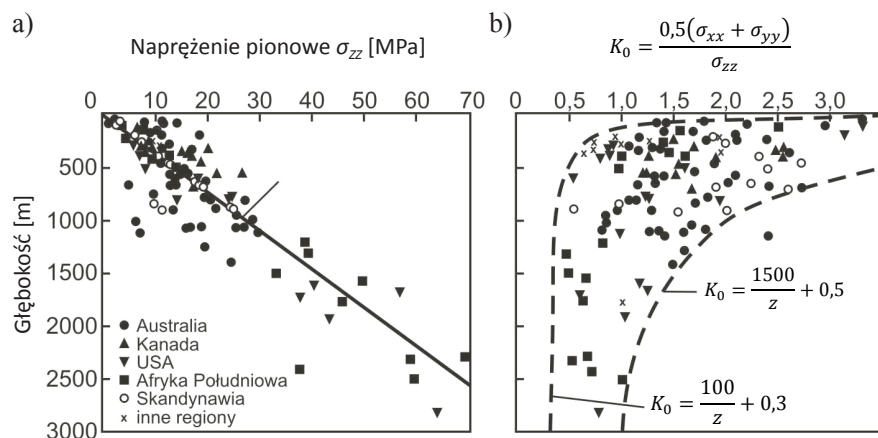 a)
Naprężenie pionowe σzz [MPa]
0 10 20 30 40 50 60 70
Głębokość [m]
500
1000
1500
2000
2500
3000
Australia
Kanada
USA
Afryka Południowa
Skandynawia
inne regiony
b)
K₀ = 0,5(σxx + σyy) / σzz
0 0,5 1,0 1,5 2,0 2,5 3,0
K₀ = 1500/z + 0,5
K₀ = 100/z + 0,3